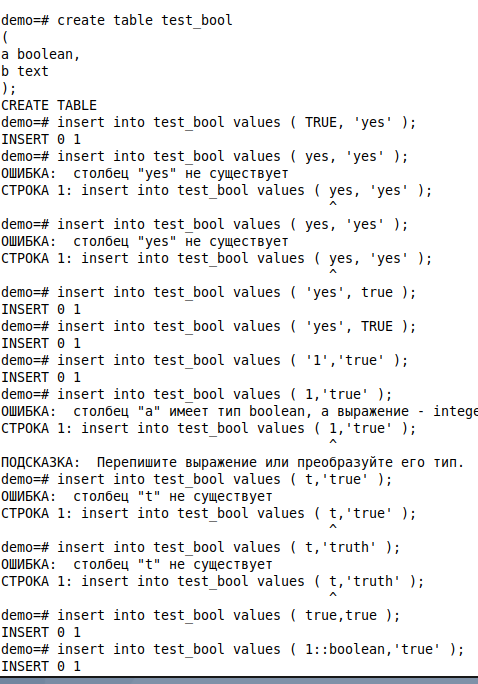 demo=# create table test_bool
(
a boolean,
b text
);
CREATE TABLE
demo=# insert into test_bool values ( TRUE, 'yes' );
INSERT 0 1
demo=# insert into test_bool values ( yes, 'yes' );
ОШИБКА:  столбец "yes" не существует
СТРОКА 1: insert into test_bool values ( yes, 'yes' );
^
demo=# insert into test_bool values ( yes, 'yes' );
ОШИБКА:  столбец "yes" не существует
СТРОКА 1: insert into test_bool values ( yes, 'yes' );
^
demo=# insert into test_bool values ( 'yes', true );
INSERT 0 1
demo=# insert into test_bool values ( 'yes', TRUE );
INSERT 0 1
demo=# insert into test_bool values ( '1','true' );
INSERT 0 1
demo=# insert into test_bool values ( 1,'true' );
ОШИБКА:  столбец "a" имеет тип boolean, а выражение - intege
СТРОКА 1: insert into test_bool values ( 1,'true' );
^
ПОДСКАЗКА:  Перепишите выражение или преобразуйте его тип.
demo=# insert into test_bool values ( t,'true' );
ОШИБКА:  столбец "t" не существует
СТРОКА 1: insert into test_bool values ( t,'true' );
^
demo=# insert into test_bool values ( t,'truth' );
ОШИБКА:  столбец "t" не существует
СТРОКА 1: insert into test_bool values ( t,'truth' );
^
demo=# insert into test_bool values ( true,true );
INSERT 0 1
demo=# insert into test_bool values ( 1::boolean,'true' );
INSERT 0 1